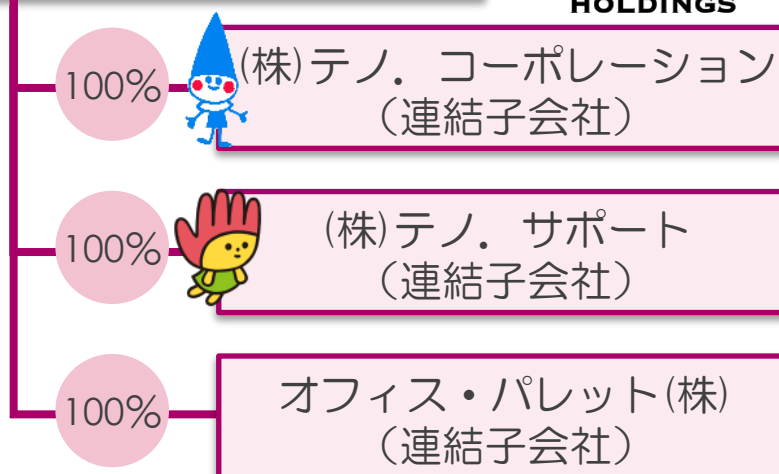 HOLDINGS
100%
(株)テノ．コーポレーション
（連結子会社）
100%
(株)テノ．サポート
（連結子会社）
100%
オフィス・パレット(株)
（連結子会社）